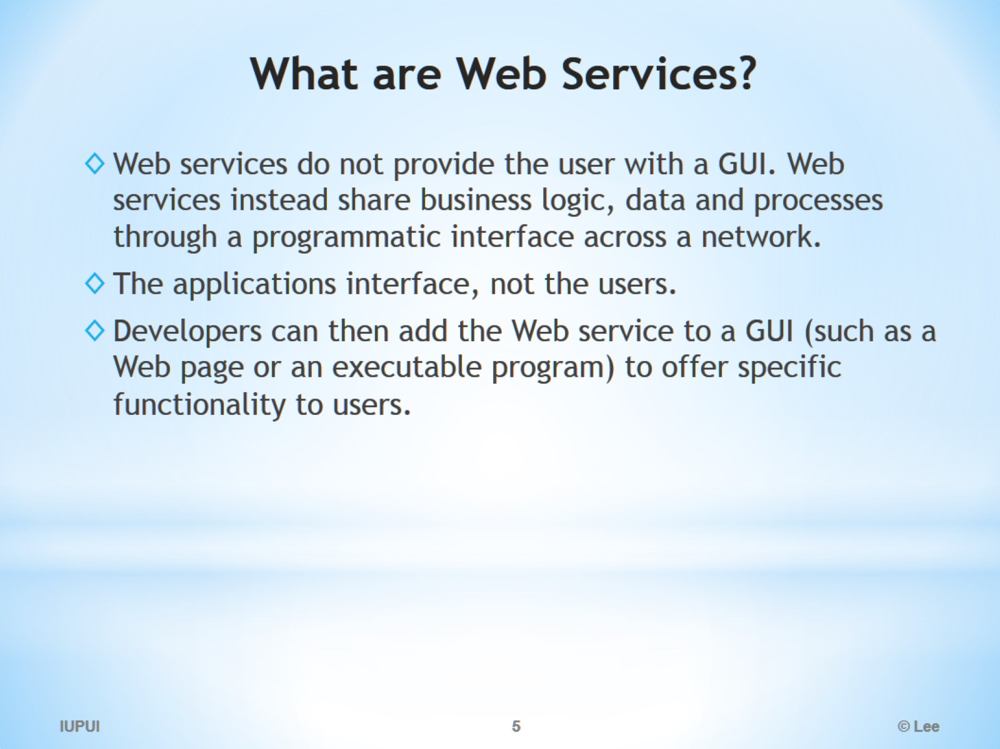 What are Web Services?
Web services do not provide the user with a GUI. Web
services instead share business logic, data and processes
through a programmatic interface across a network.
The applications interface, not the users.
Developers can then add the Web service to a GUI (such as a
Web page or an executable program) to offer specific
functionality to users.
IUPUI
5
© Lee